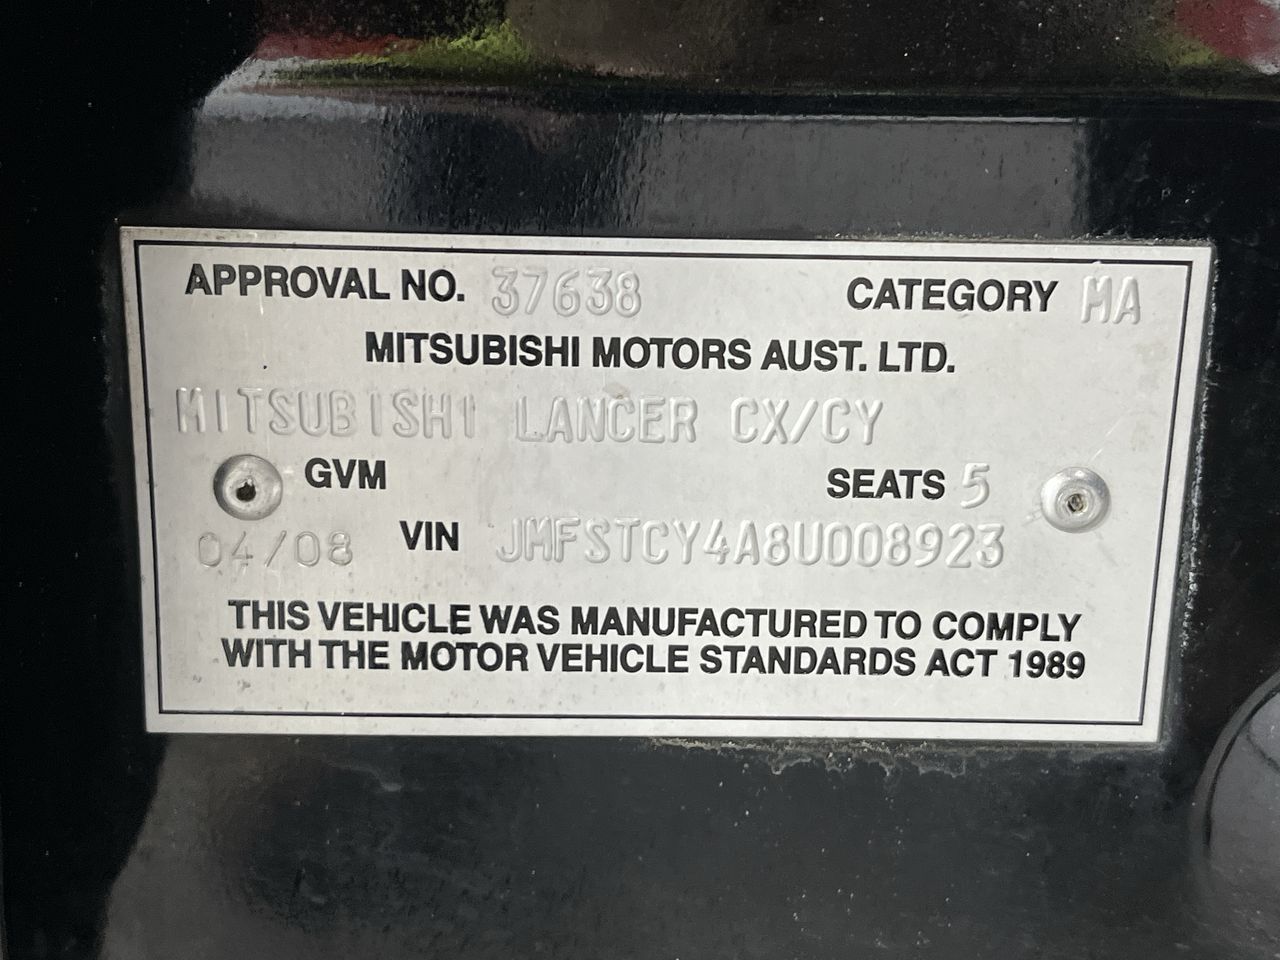 APPROVAL NO. 37638 CATEGORY MA
MITSUBISHI MOTORS AUST. LTD.
MITSUBISHI LANCER CX/CY
GVM SEATS 5
04/08 VIN JMFSTCY4A8U008923
THIS VEHICLE WAS MANUFACTURED TO COMPLY
WITH THE MOTOR VEHICLE STANDARDS ACT 1989